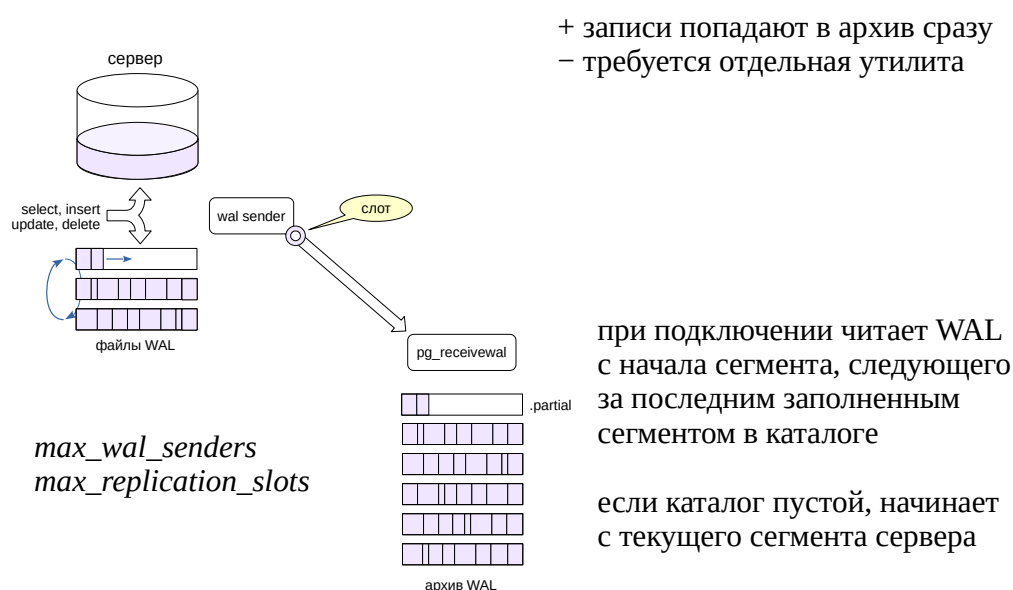 + записи попадают в архив сразу
− требуется отдельная утилита
сервер
select, insert
update, delete
wal sender
слот
файлы WAL
pg_receivewal
.partial
при подключении читает WAL
с начала сегмента, следующего
за последним заполненным
сегментом в каталоге
max_wal_senders
max_replication_slots
если каталог пустой, начинает
с текущего сегмента сервера
архив WAL